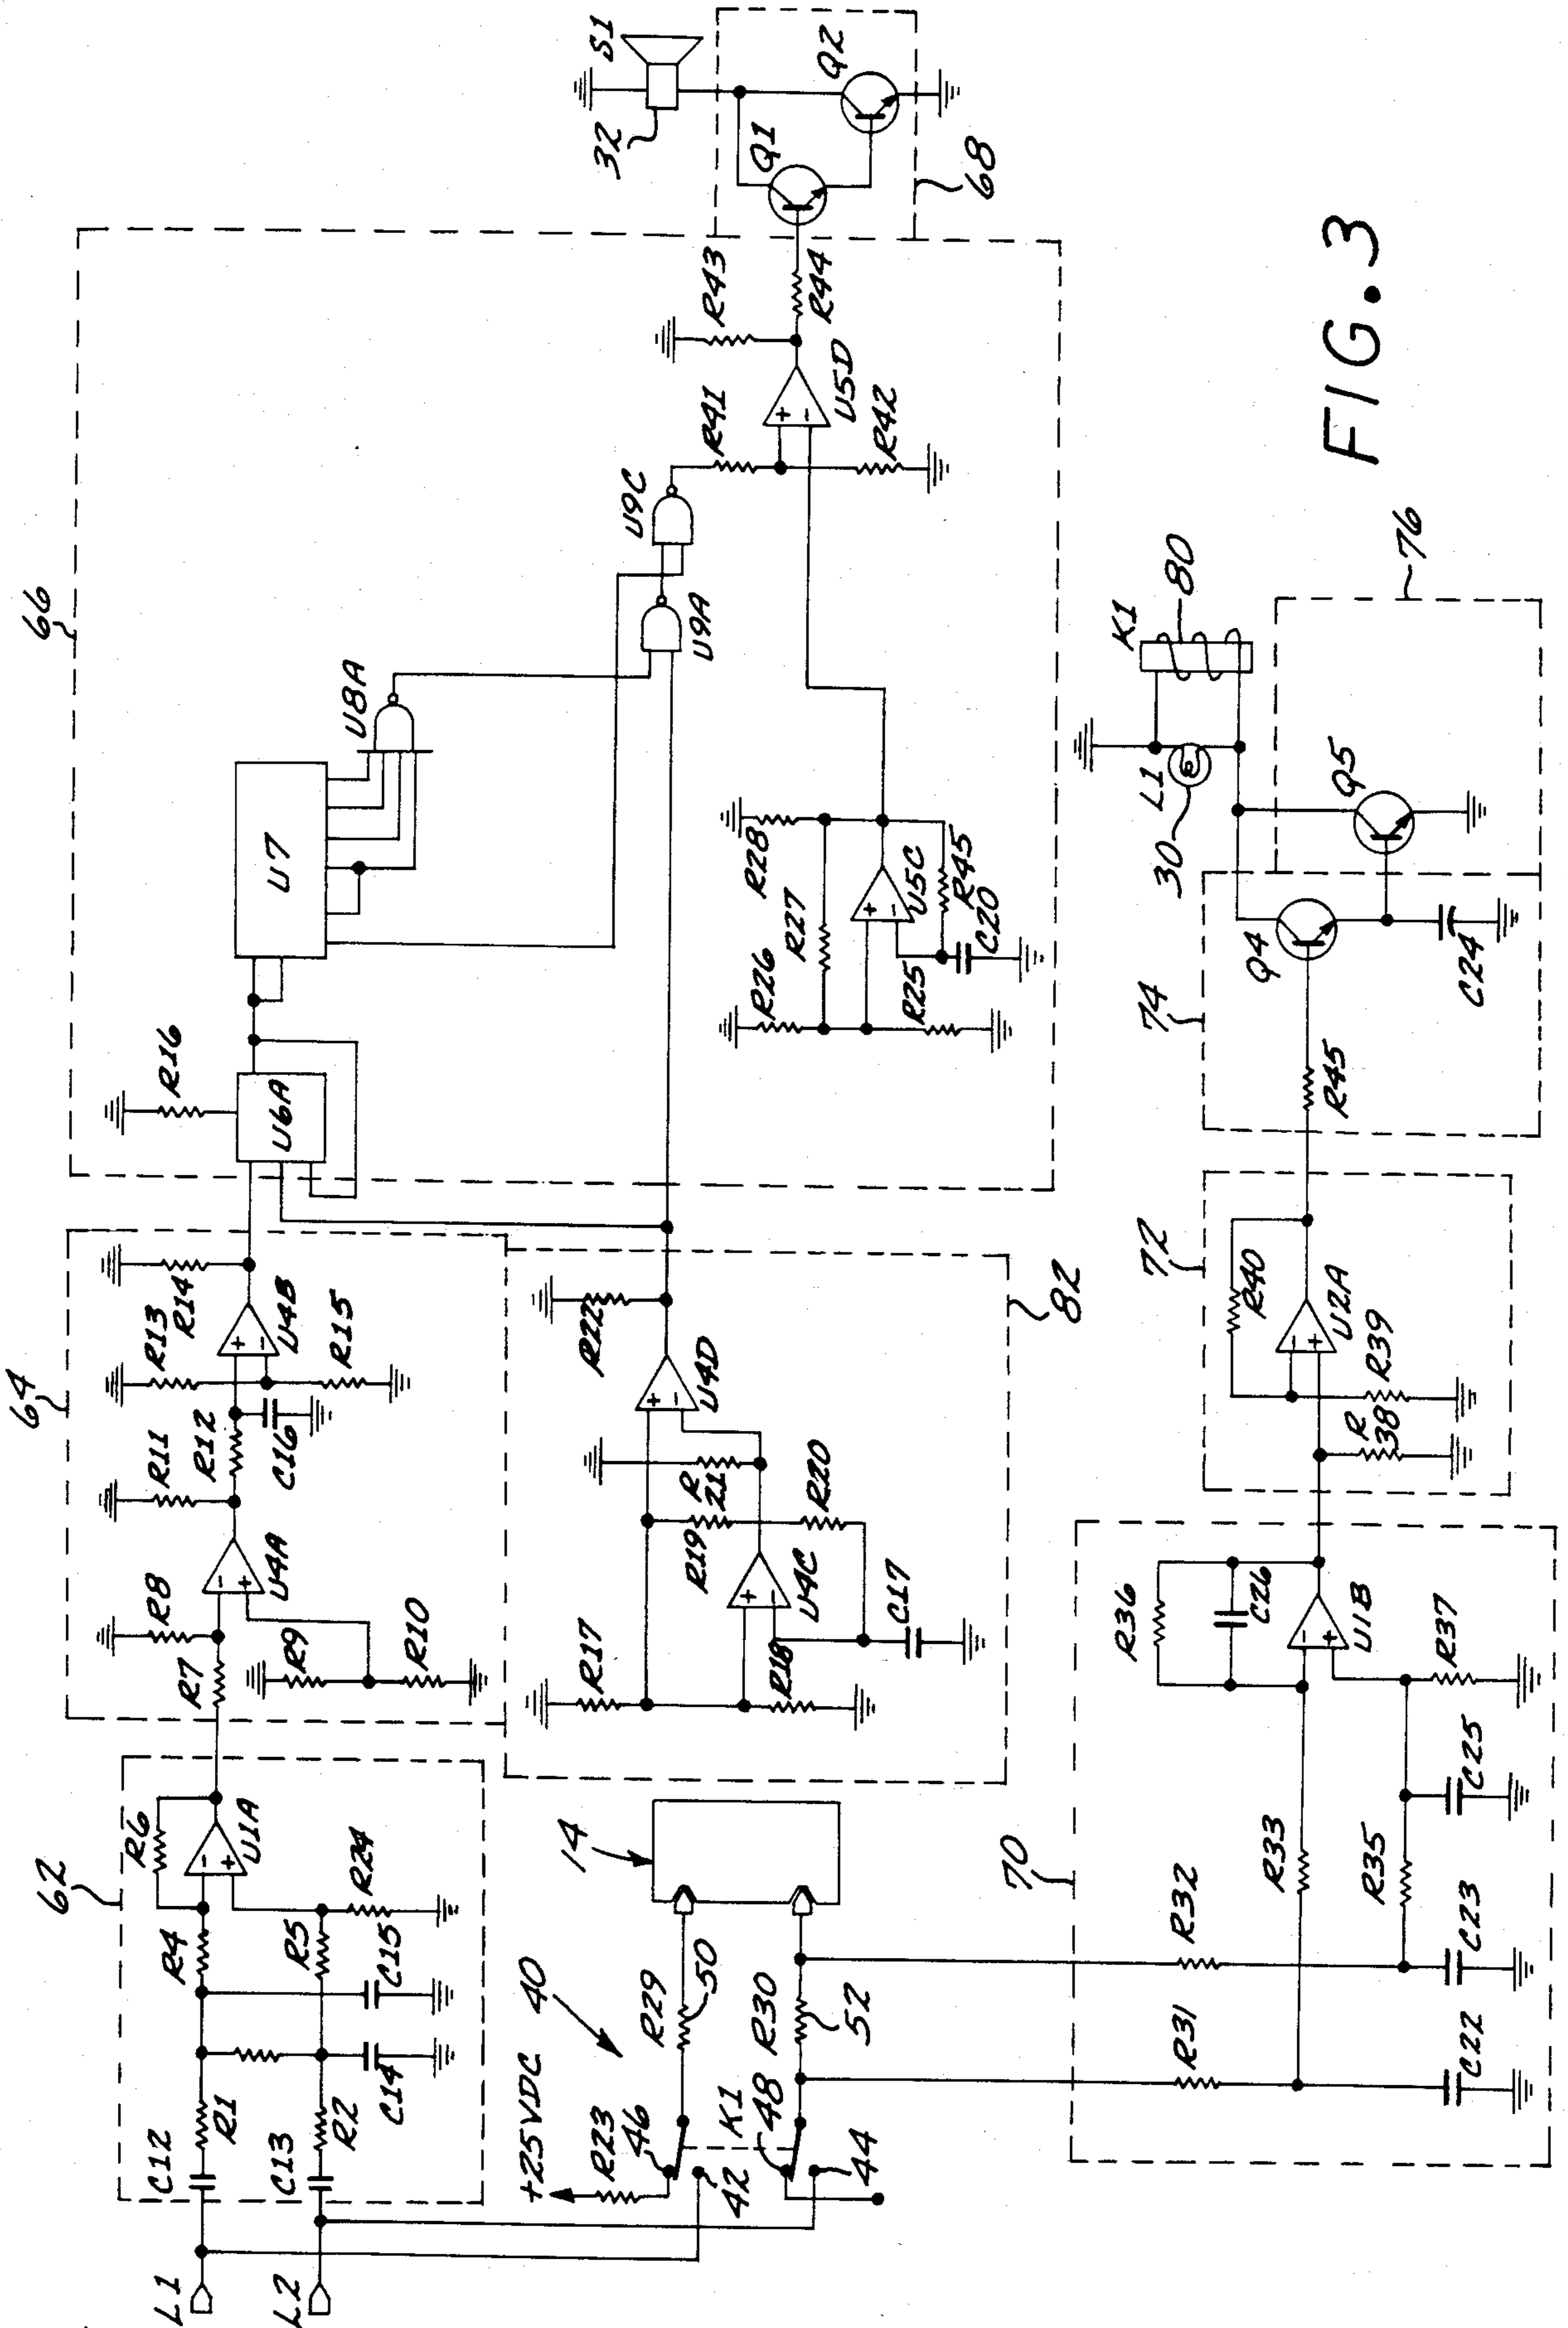 66
S1
32
Q1
Q2
68
R43
R44
U5D
R41
R42
U9C
U9A
U8A
U7
R16
U6A
R28
R27
R26
R25
U5C
R45
C20
64
R14
R13
U4B
R15
R11
R12
C16
R8
U4A
R7
R9
R10
R22
U4D
82
R
21
R19
R20
R17
U4C
R18
C17
62
R6
U1A
R4
R5
R24
C15
C14
R1
R2
C12
C13
L1
L2
14
40
+25VDC
R29
50
R30
52
R23
46
K1
48
42
44
70
R36
C26
U1B
R37
R33
C25
R35
R32
C23
R31
C22
72
R40
U2A
R39
R
38
74
R45
Q4
C24
76
Q5
L1
30
K1
80
FIG.3